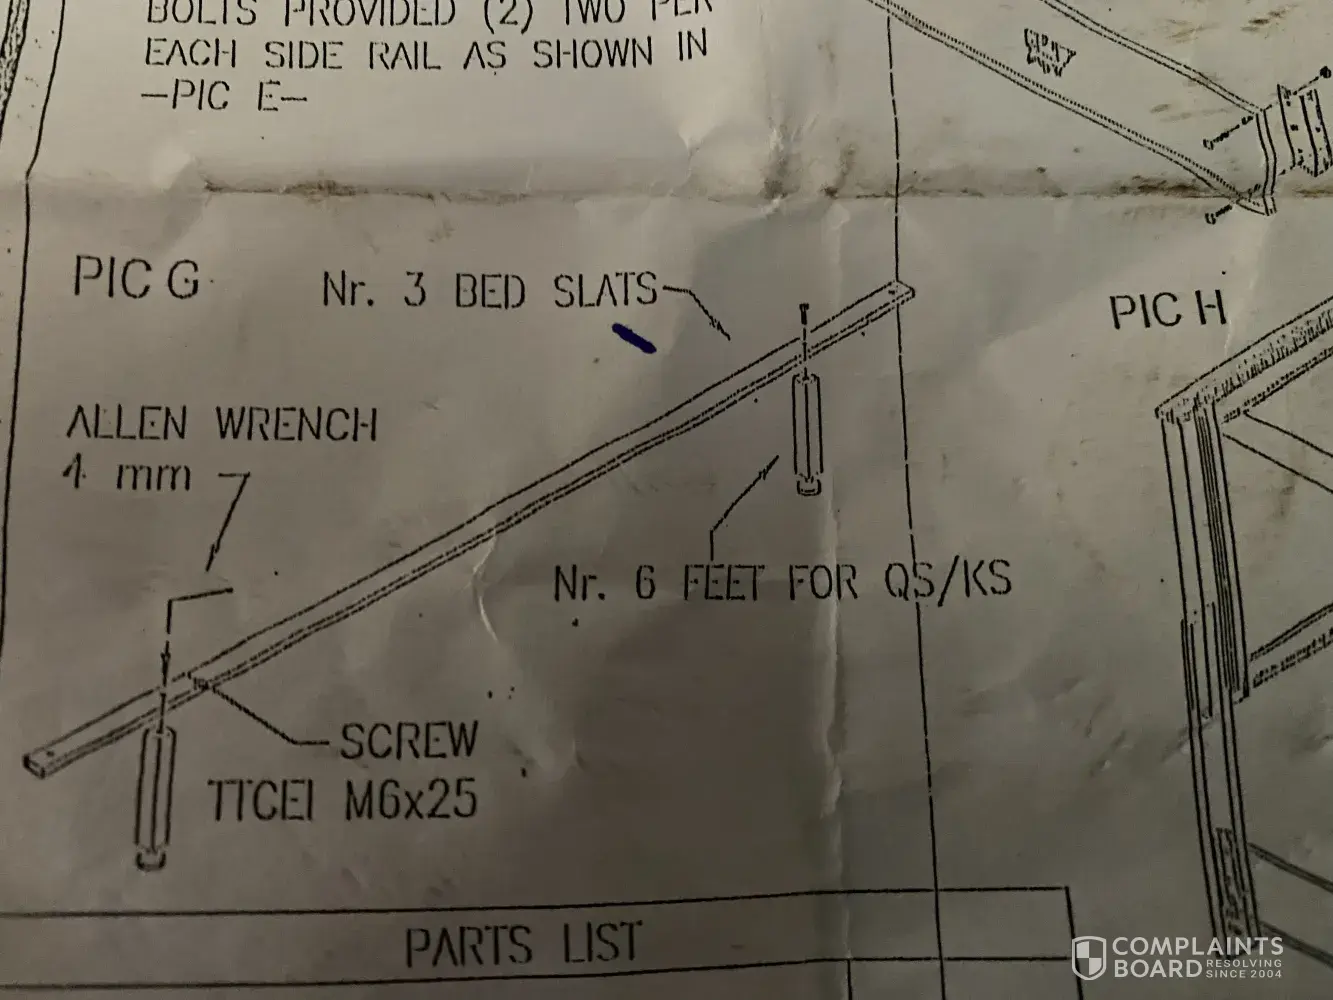 BOLTS PROVIDED (2) TWO PER
EACH SIDE RAIL AS SHOWN IN
—PIC E—
PIC G
Nr. 3 BED SLATS
PIC H
ALLEN WRENCH
4 mm
Nr. 6 FEET FOR QS/KS
SCREW
TTCEI M6x25
PARTS LIST
COMPLAINTS
BOARD
RESOLVING
SINCE 2004